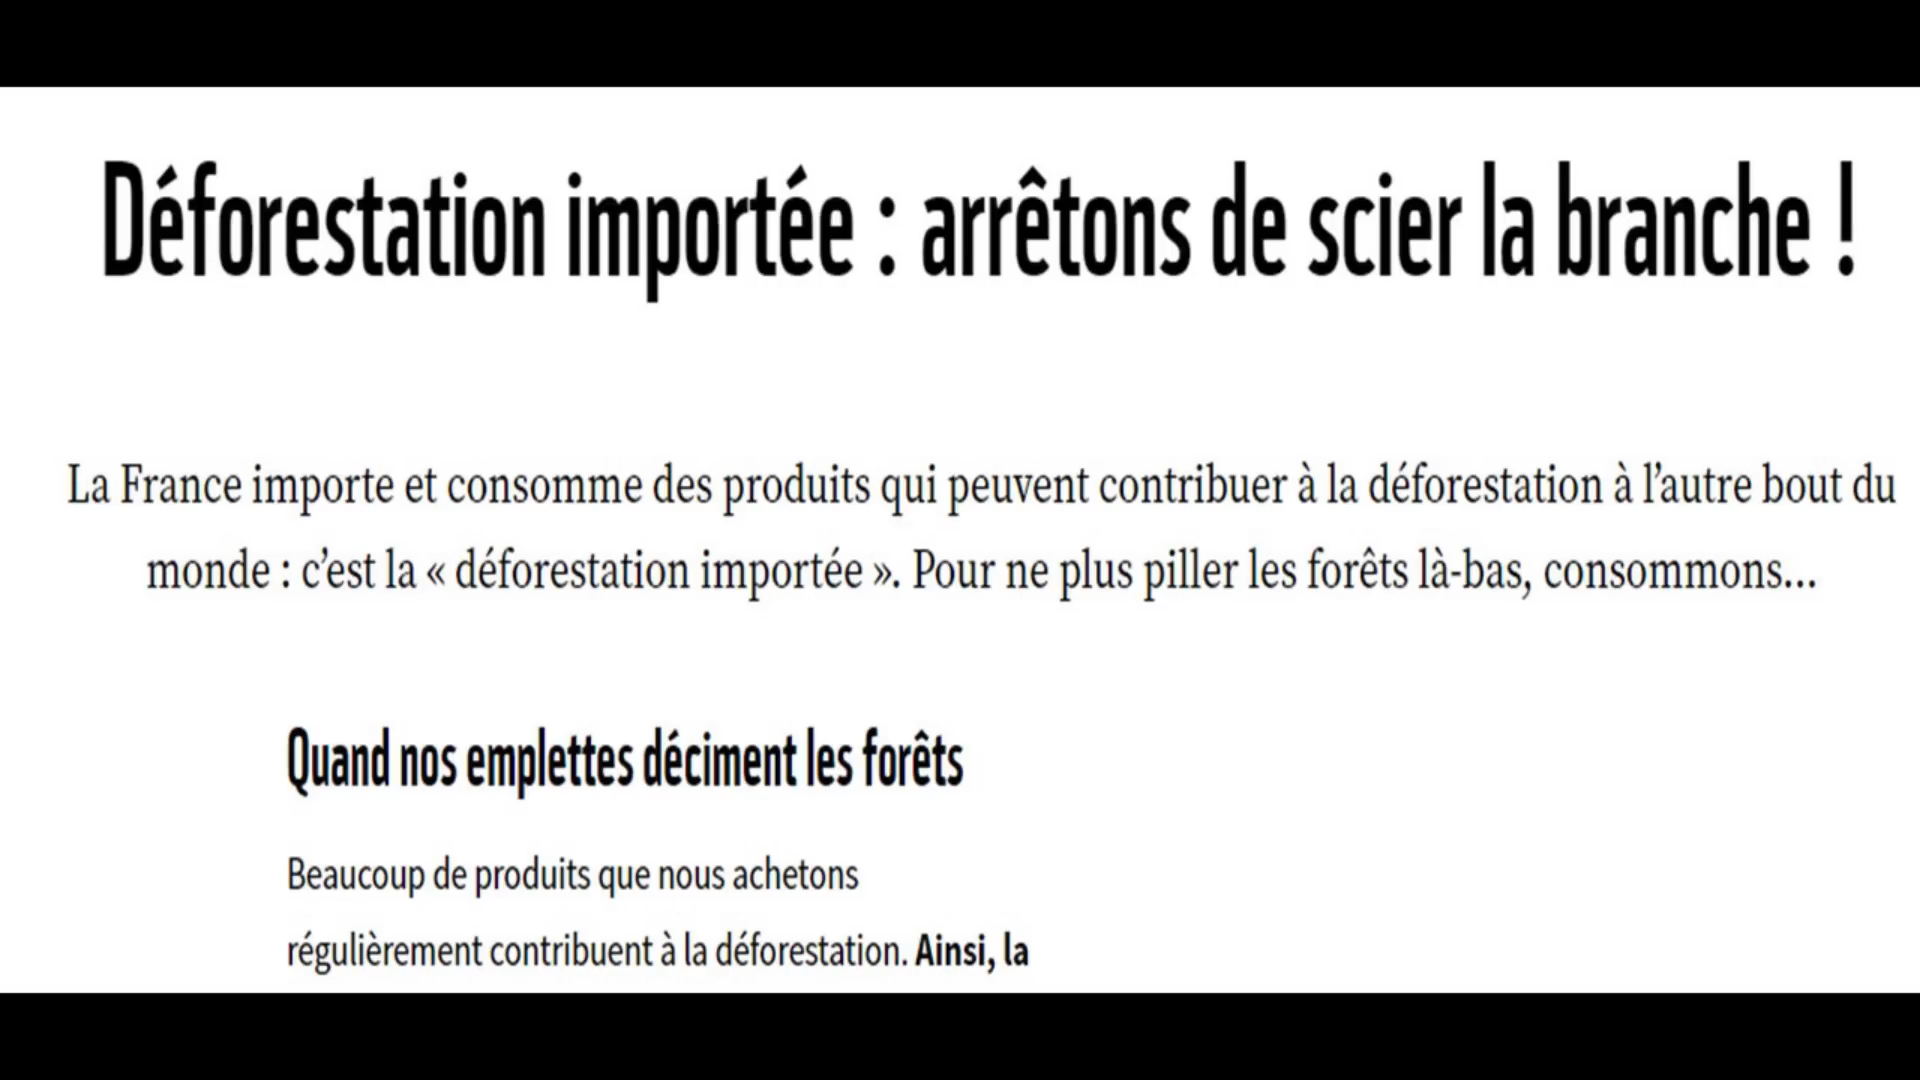 Déforestation importée : arrêtons de scier la branche !
La France importe et consomme des produits qui peuvent contribuer à la déforestation à l’autre bout du
monde : c’est la « déforestation importée ». Pour ne plus piller les forêts là-bas, consommons...
Quand nos emplettes déciment les forêts
Beaucoup de produits que nous achetons
régulièrement contribuent à la déforestation. Ainsi, la